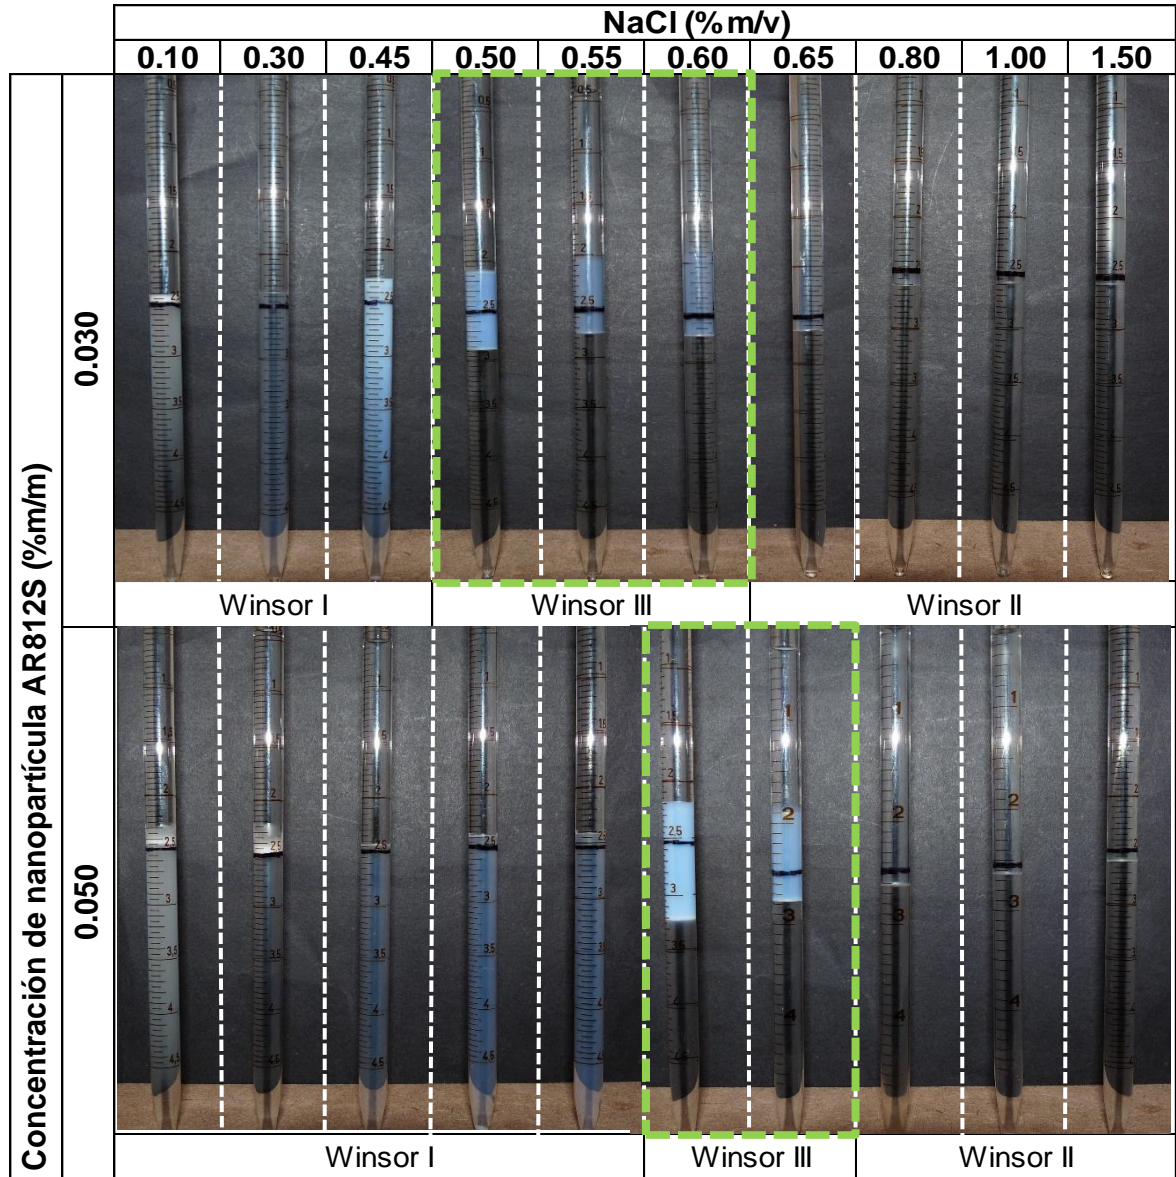 NaCl (%m/v)
0.10 0.30 0.45 0.50 0.55 0.60 0.65 0.80 1.00 1.50
Concentración de nanopartícula AR812S (%m/m)
0.030
Winsor I Winsor III Winsor II
0.050
Winsor I Winsor III Winsor II